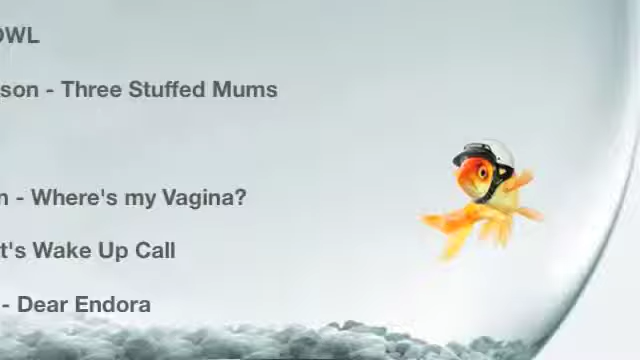 OWL
son - Three Stuffed Mums
n - Where's my Vagina?
t's Wake Up Call
- Dear Endora